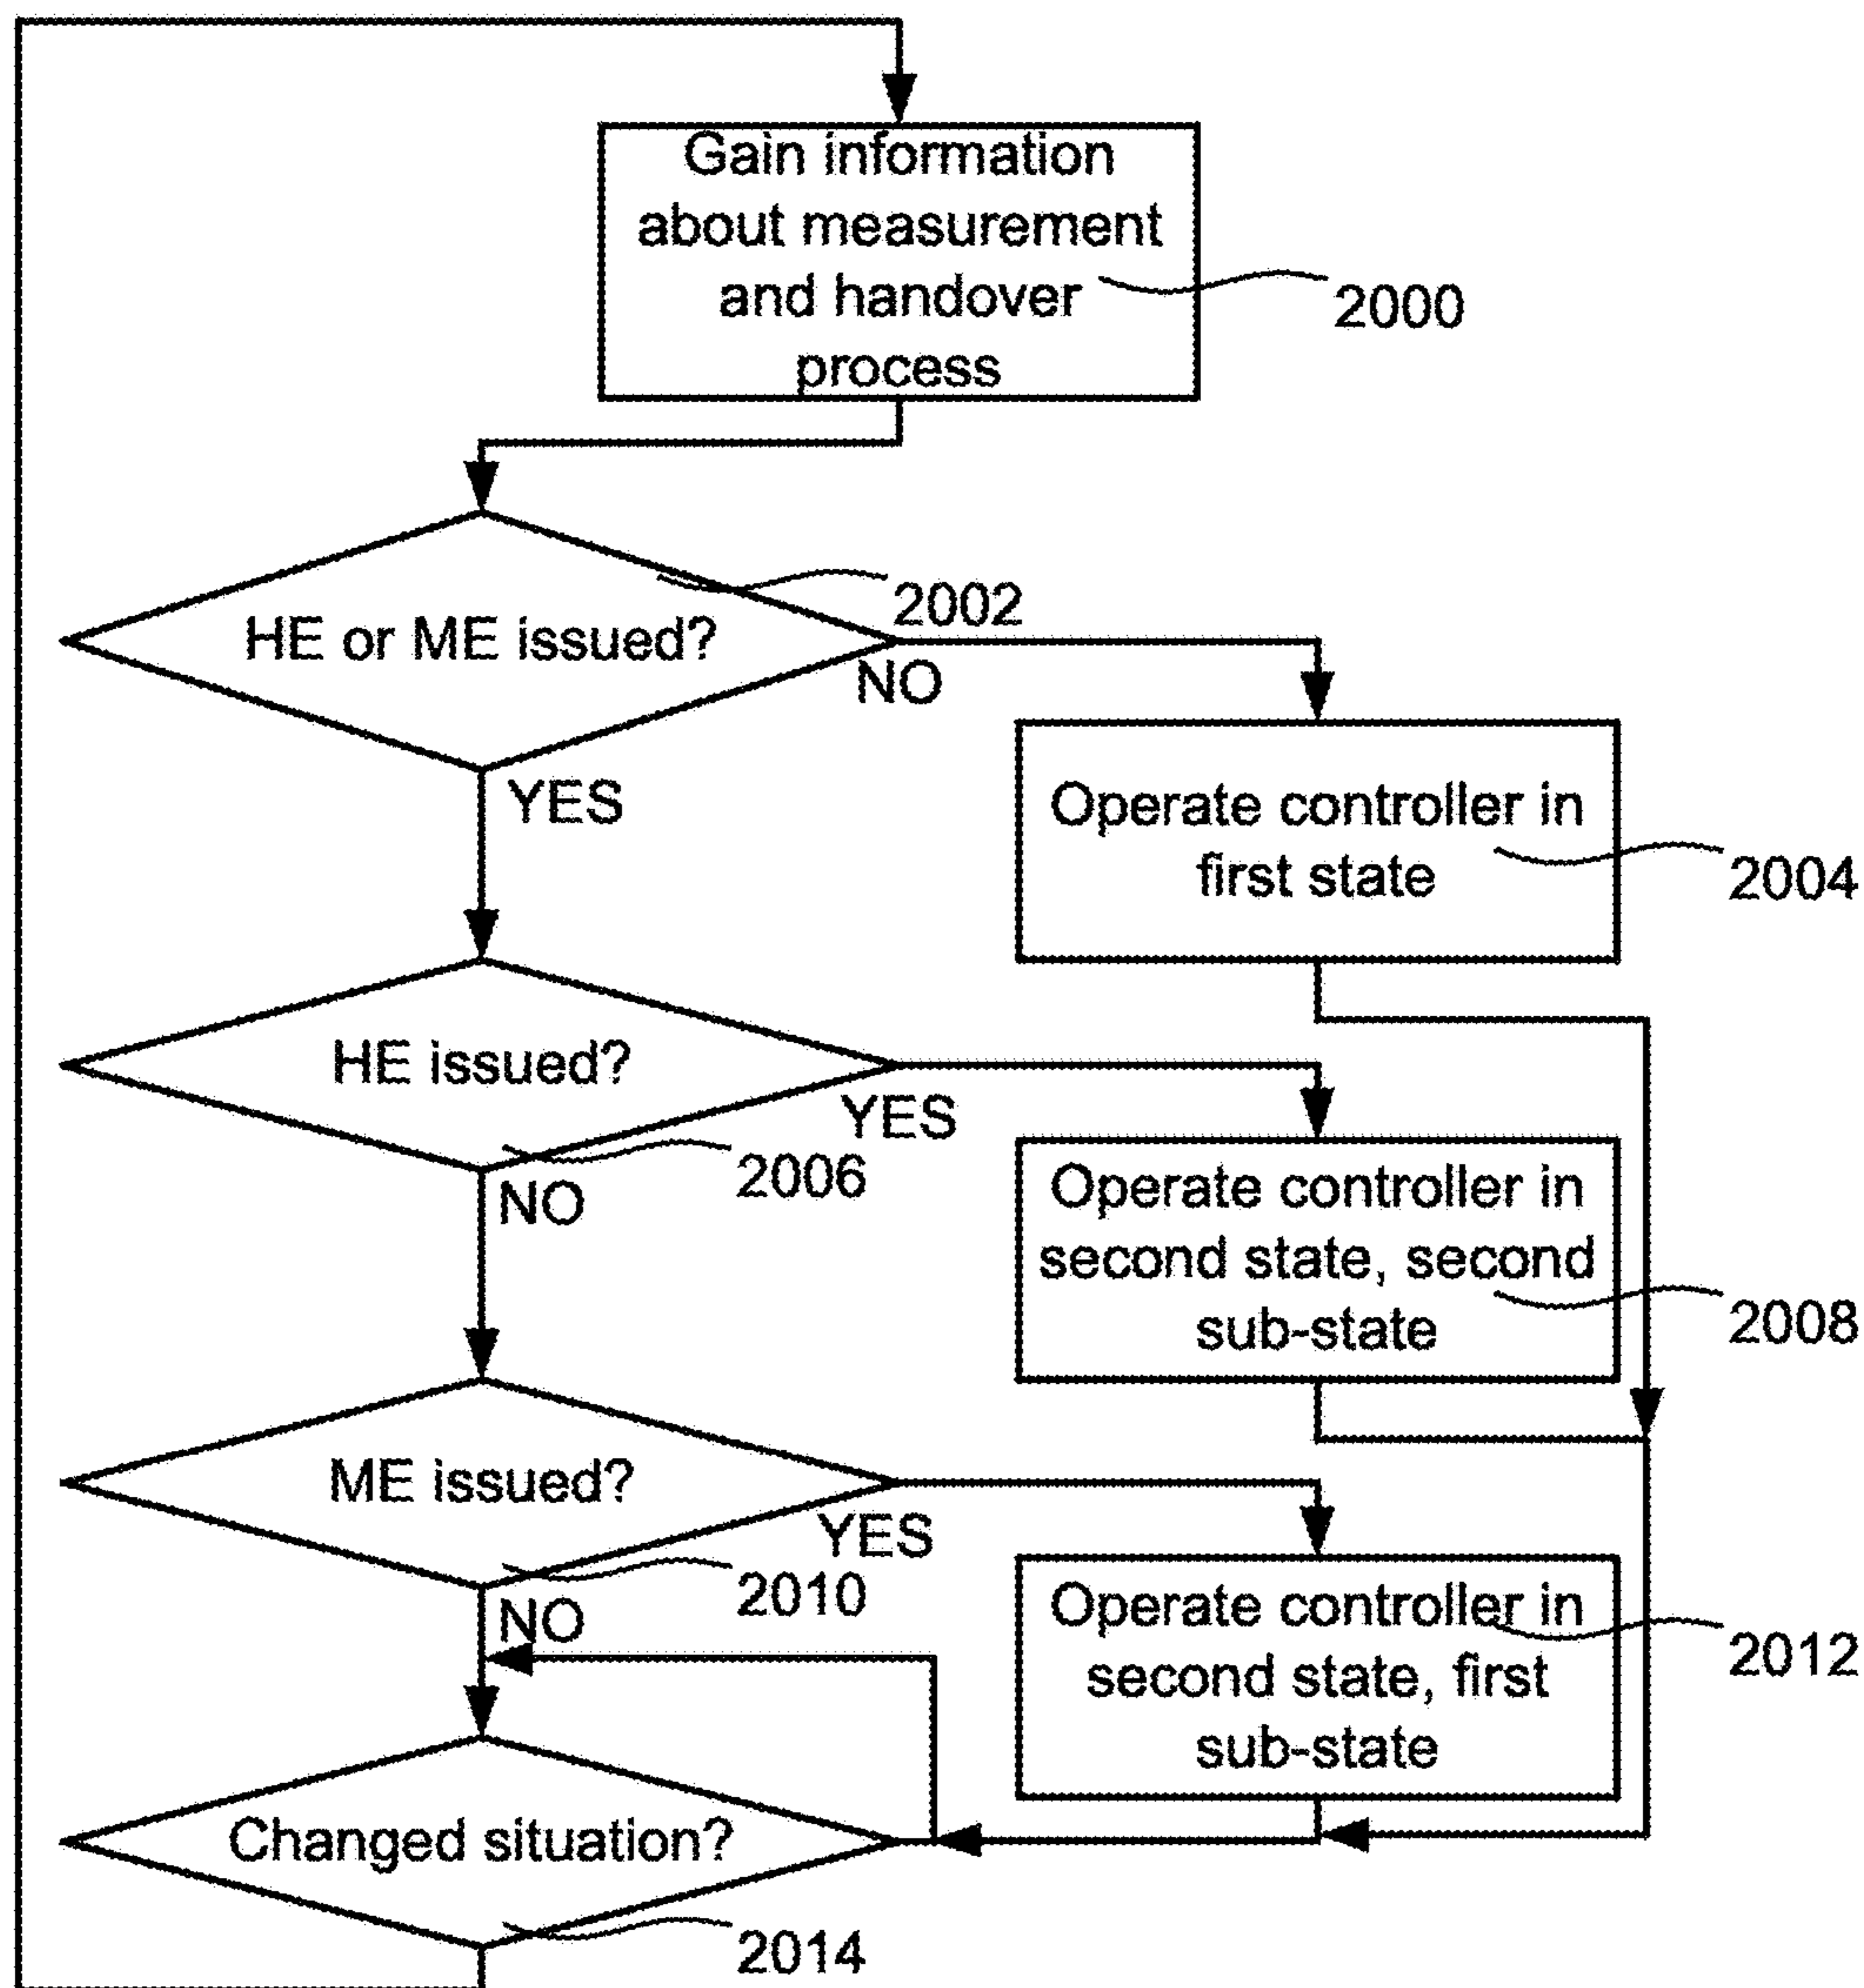 Gain information
about measurement
and handover
process
2000
2002
HE or ME issued?
NO
YES
Operate controller in
first state
2004
HE issued?
YES
2006
NO
Operate controller in
second state, second
sub-state
2008
ME issued?
YES
2010
NO
Operate controller in
second state, first
sub-state
2012
Changed situation?
2014